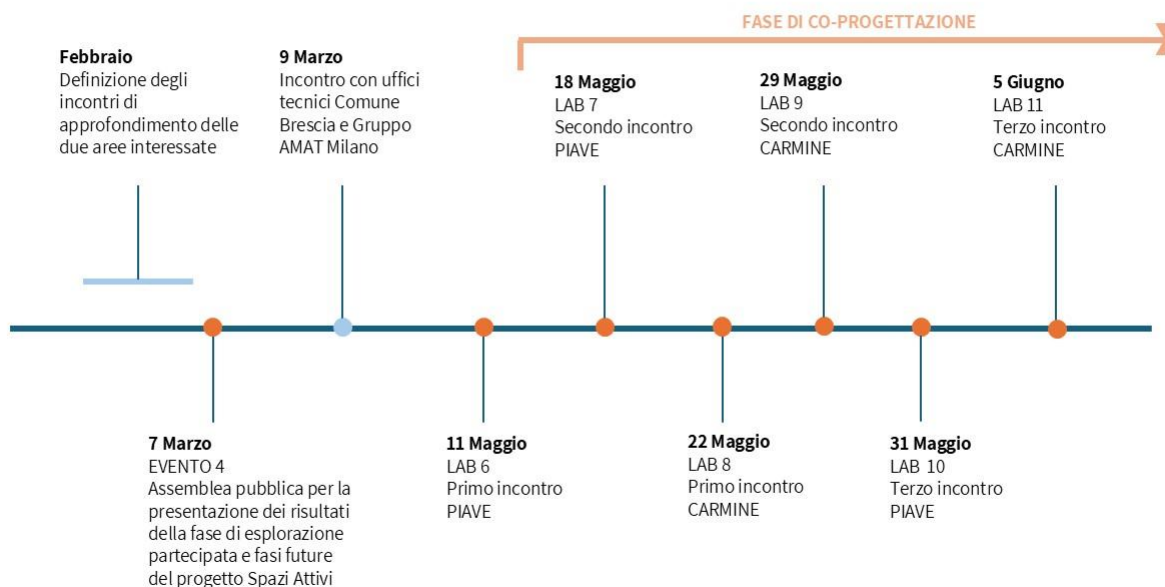 FASE DI CO-PROGETTAZIONE
Febbraio
Definizione degli
incontri di
approfondimento delle
due aree interessate
9 Marzo
Incontro con uffici
tecnici Comune
Brescia e Gruppo
AMAT Milano
18 Maggio
LAB 7
Secondo incontro
PIAVE
29 Maggio
LAB 9
Secondo incontro
CARMINE
5 Giugno
LAB 11
Terzo incontro
CARMINE
7 Marzo
EVENTO 4
Assemblea pubblica per la
presentazione dei risultati
della fase di esplorazione
partecipata e fasi future
del progetto Spazi Attivi
11 Maggio
LAB 6
Primo incontro
PIAVE
22 Maggio
LAB 8
Primo incontro
CARMINE
31 Maggio
LAB 10
Terzo incontro
PIAVE